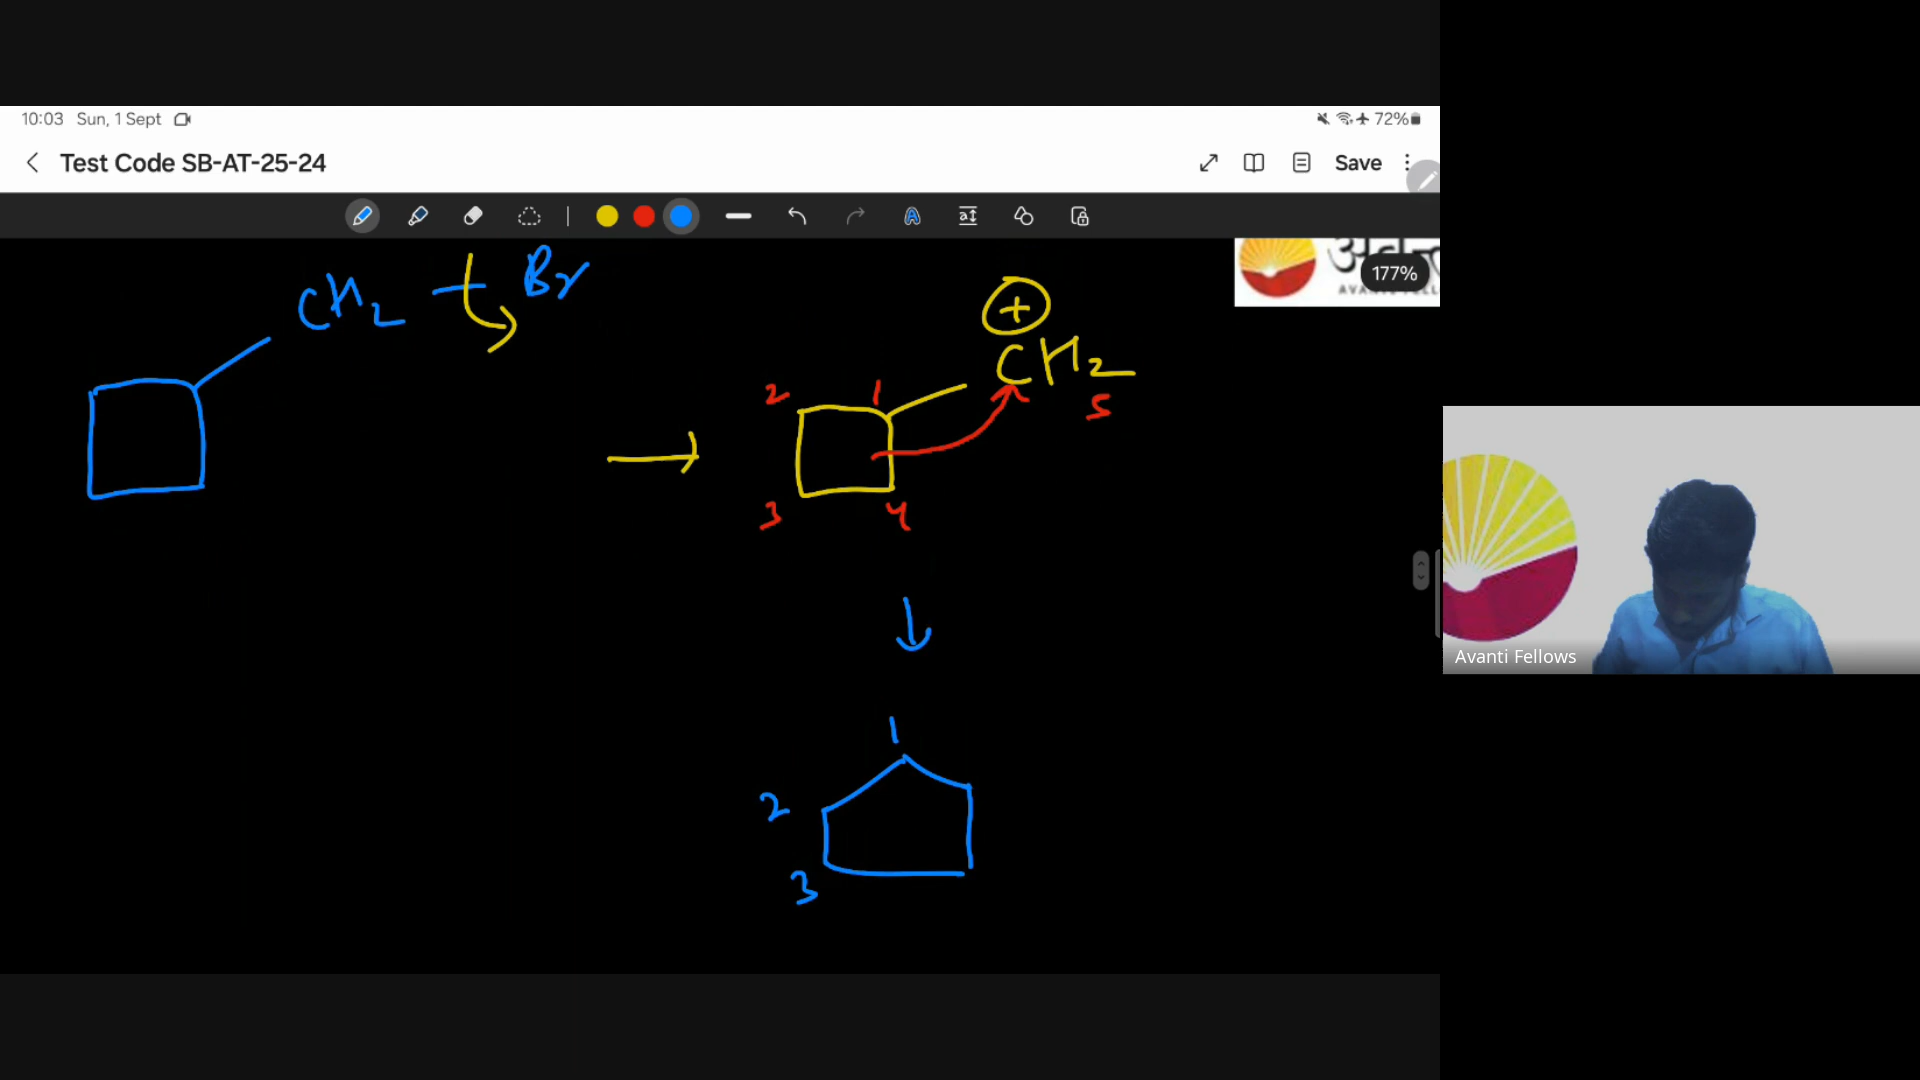 10:03 Sun, 1 Sept
72%
Test Code SB-AT-25-24
Save
177%
CH2 Br
+
CH2
2 1
5
3 4
1
2
3
Avanti Fellows